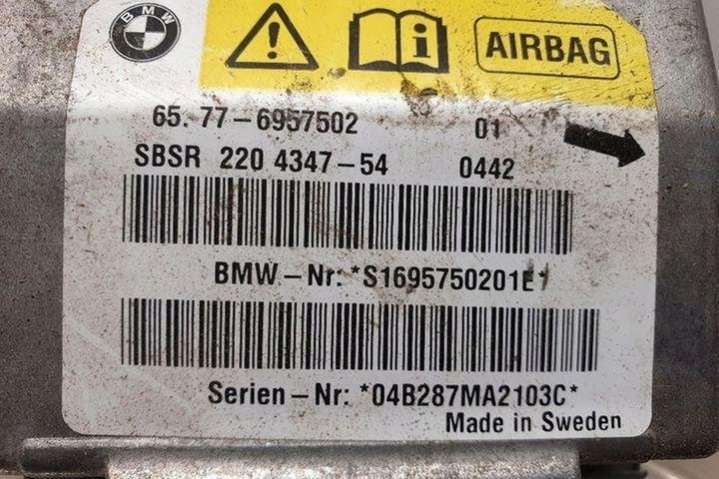 BMW
AIRBAG
65. 77-6957502 01
SBSR 220 4347-54 0442
BMW-Nr: *S1695750201E*
Serien-Nr: *04B287MA2103C*
Made in Sweden